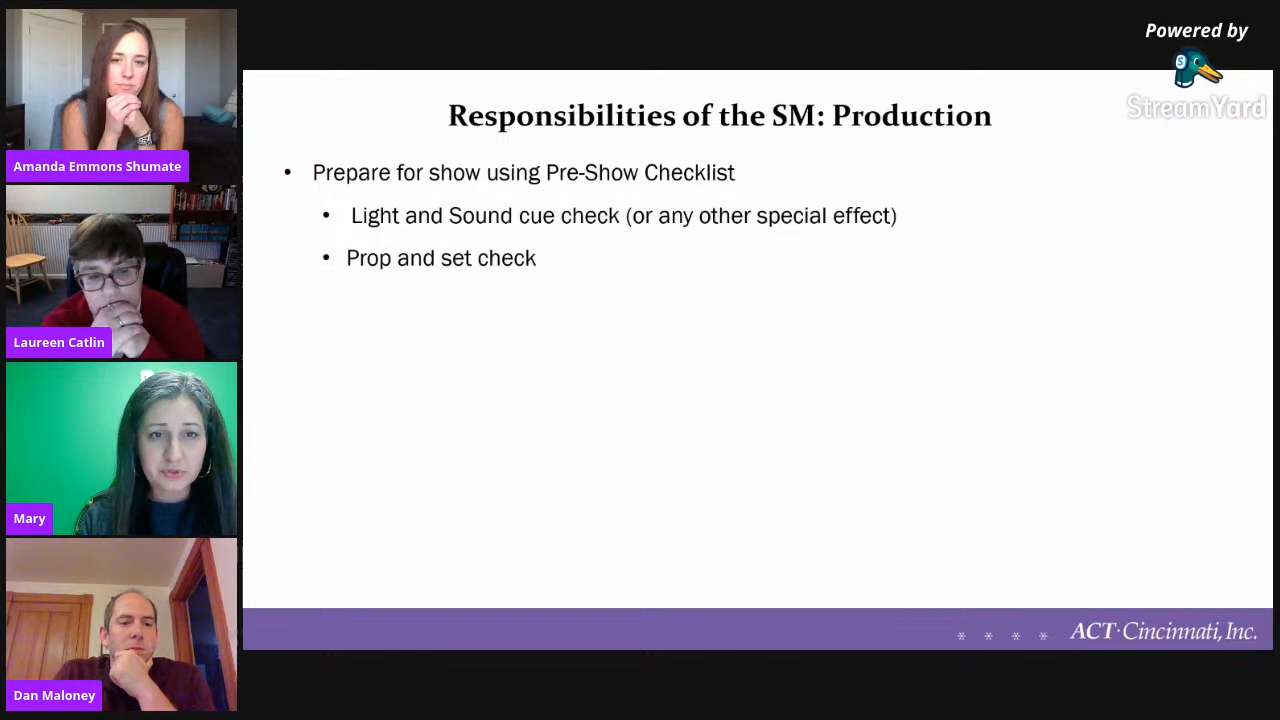 Powered by
S
StreamYard
Responsibilities of the SM: Production
• Prepare for show using Pre-Show Checklist
• Light and Sound cue check (or any other special effect)
• Prop and set check
Amanda Emmons Shumate
Laureen Catlin
Mary
Dan Maloney
* * * * ACT·Cincinnati, Inc.